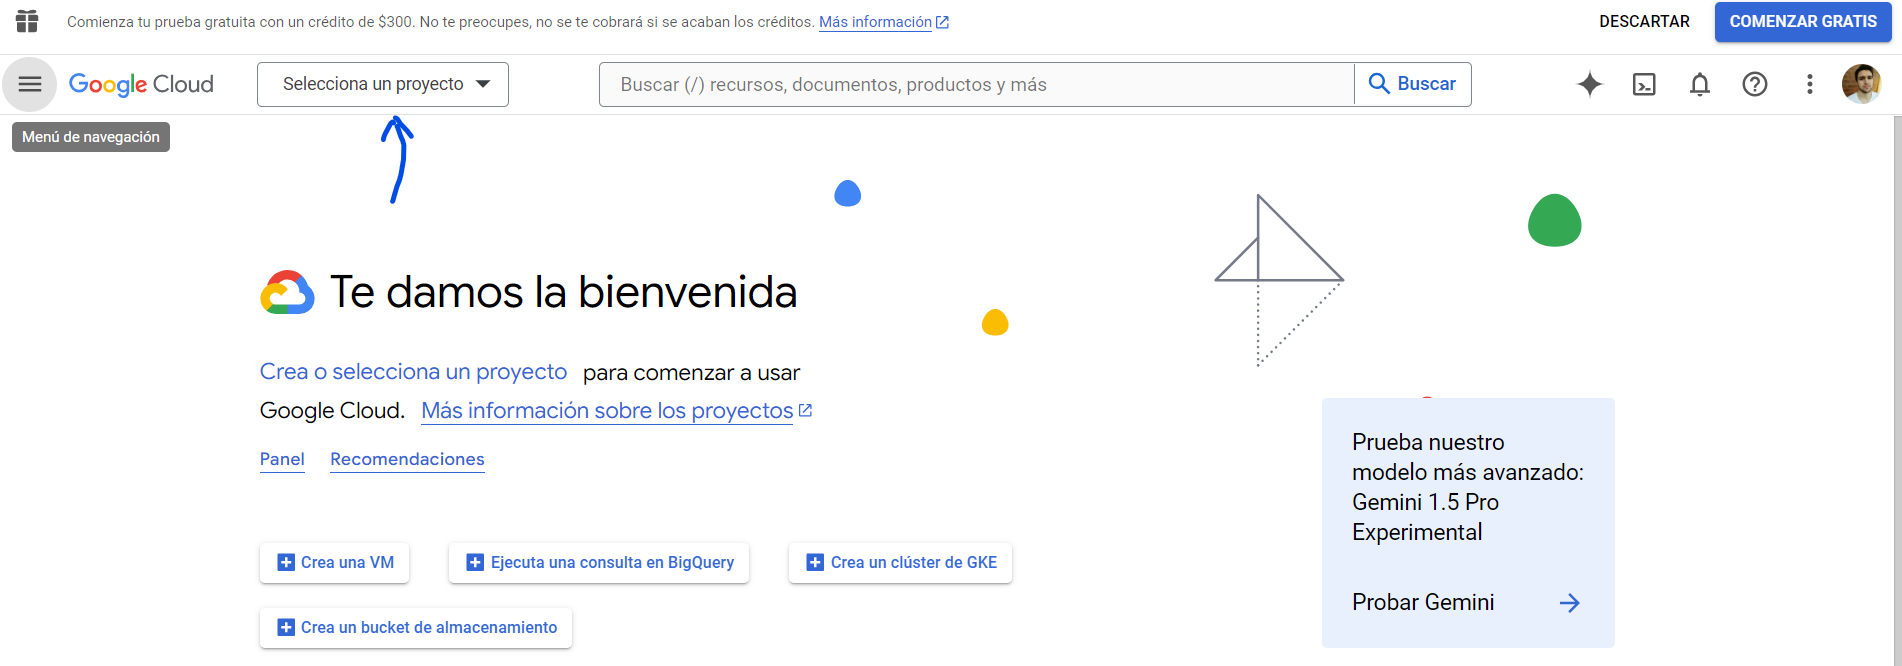 Comienza tu prueba gratuita con un crédito de $300. No te preocupes, no se te cobrará si se acaban los créditos. Más información
DESCARTAR
COMENZAR GRATIS
Google Cloud
Selecciona un proyecto
Buscar (/) recursos, documentos, productos y más
Buscar
Menú de navegación
Te damos la bienvenida
Crea o selecciona un proyecto para comenzar a usar
Google Cloud. Más información sobre los proyectos
Panel
Recomendaciones
Crea una VM
Ejecuta una consulta en BigQuery
Crea un clúster de GKE
Crea un bucket de almacenamiento
Prueba nuestro
modelo más avanzado:
Gemini 1.5 Pro
Experimental
Probar Gemini